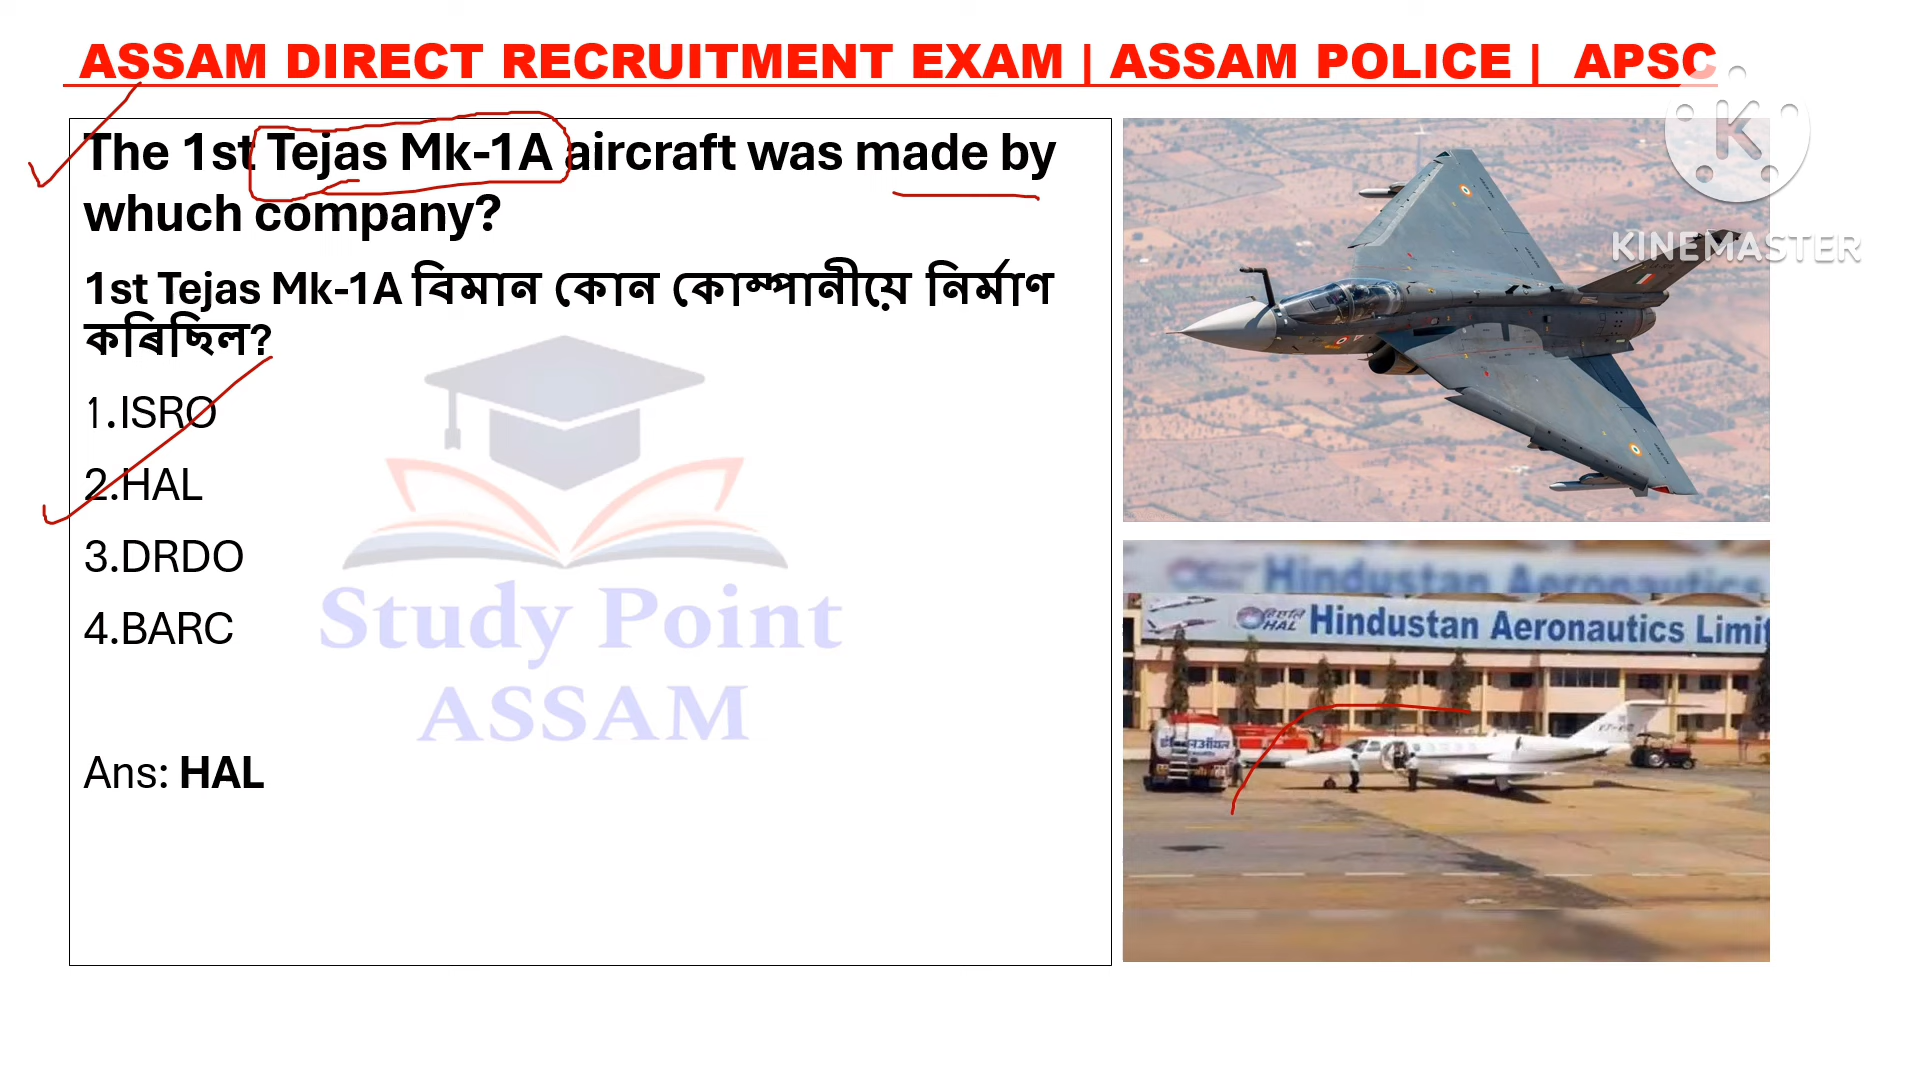 ASSAM DIRECT RECRUITMENT EXAM | ASSAM POLICE | APSC
The 1st Tejas Mk-1A aircraft was made by
whuch company?
1st Tejas Mk-1A বিমান কোন কোম্পানীয়ে নিৰ্মাণ
কৰিছিল?
1.ISRO
2.HAL
3.DRDO
4.BARC
Ans: HAL
Study Point
ASSAM
K
KINEMASTER
Hindustan Aeronautics
HAL Hindustan Aeronautics Limit